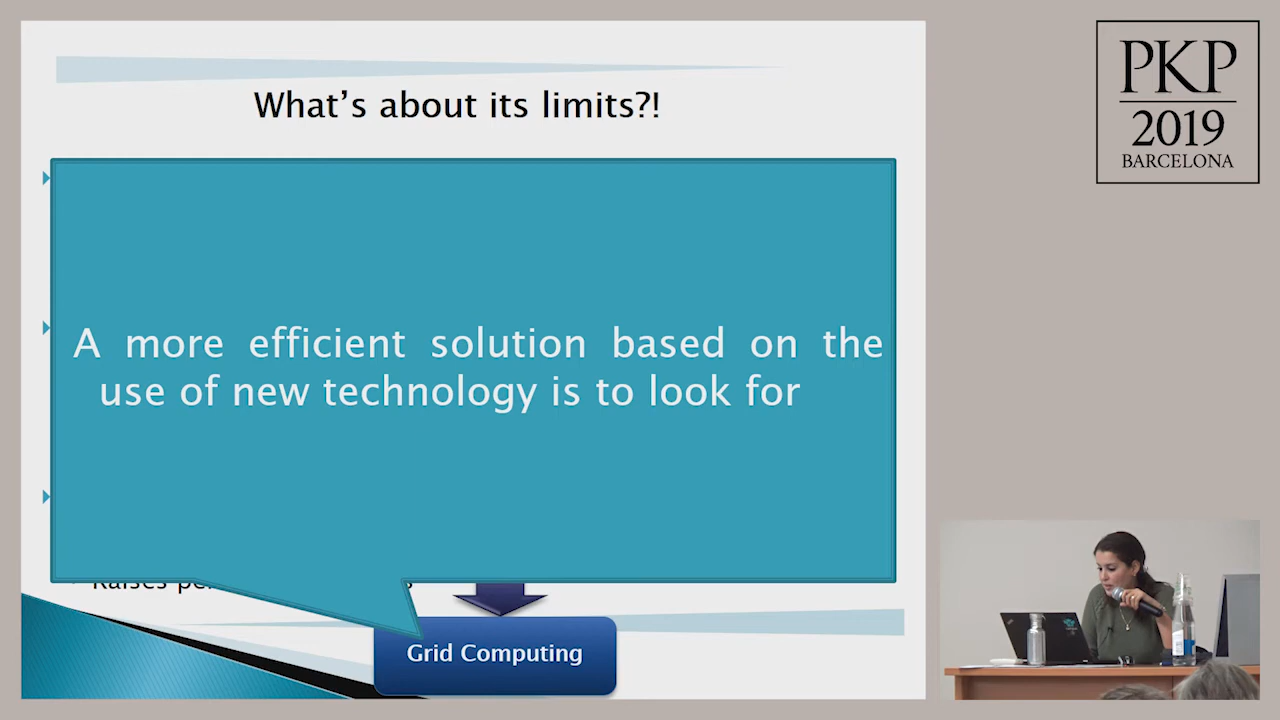 What's about its limits?!
A more efficient solution based on the
use of new technology is to look for
Raises
Grid Computing
PKP
2019
BARCELONA